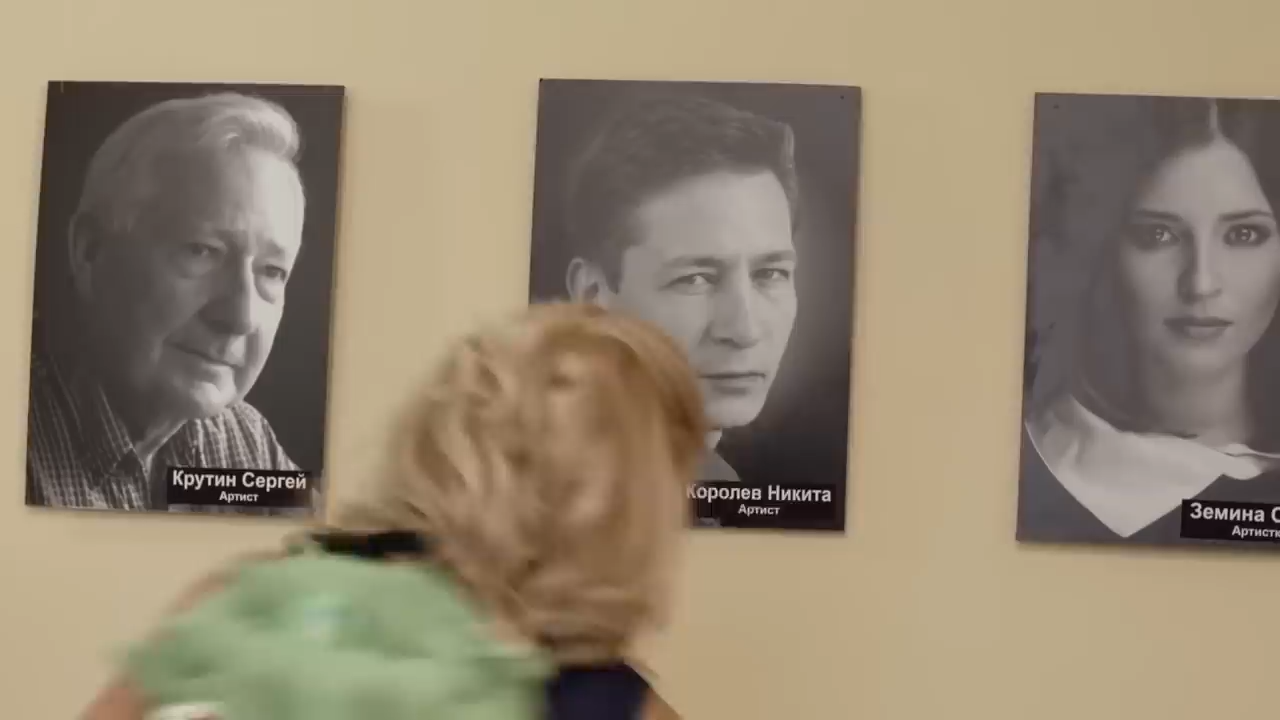 Крутин Сергей
Артист
Королев Никита
Артист
Земина